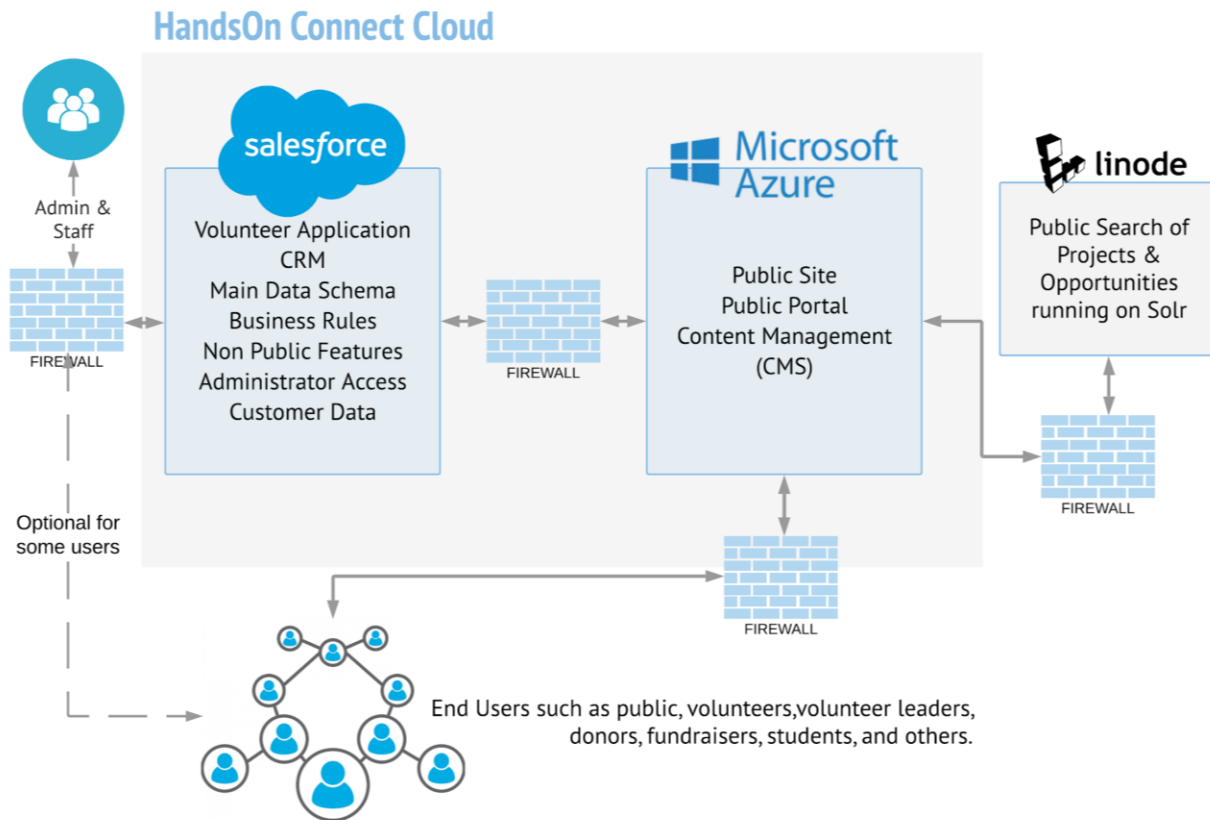 HandsOn Connect Cloud
salesforce
Microsoft
Azure
linode
Admin &
Staff
Volunteer Application
CRM
Main Data Schema
Business Rules
Non Public Features
Administrator Access
Customer Data
Public Site
Public Portal
Content Management
(CMS)
Public Search of
Projects &
Opportunities
running on Solr
FIREWALL
FIREWALL
FIREWALL
FIREWALL
Optional for
some users
End Users such as public, volunteers,volunteer leaders,
donors, fundraisers, students, and others.